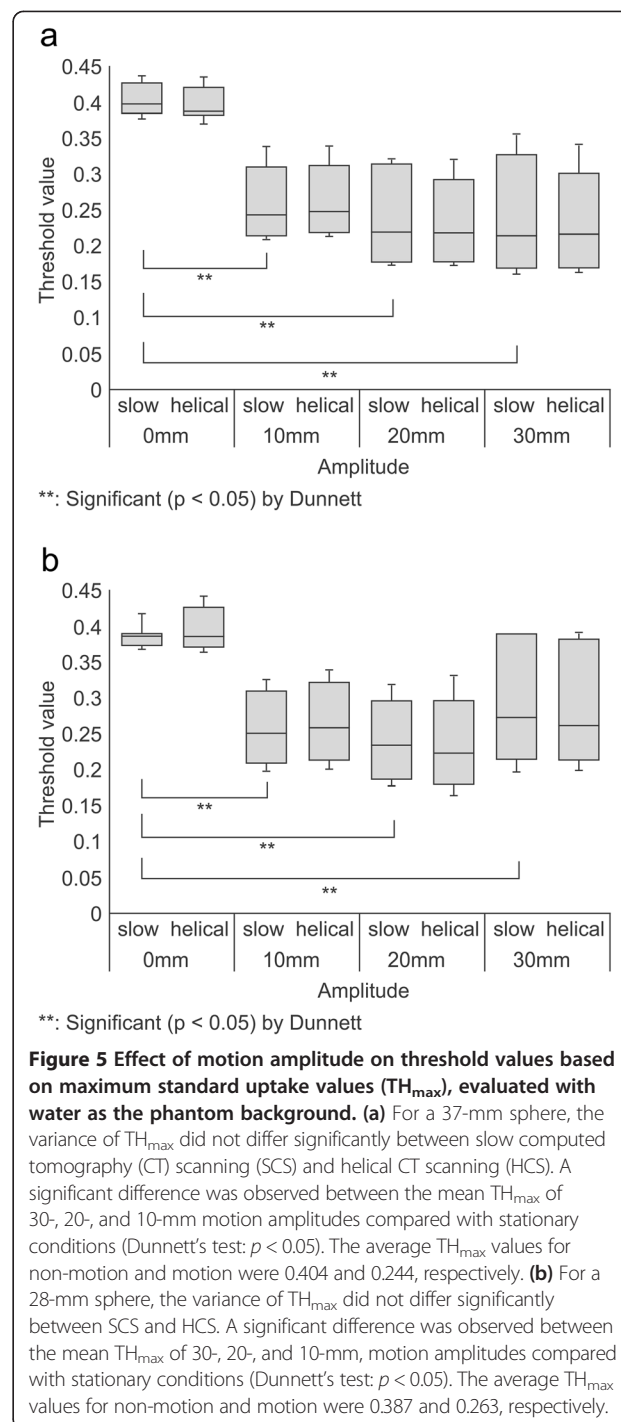 a
0.45
0.4
0.35
0.3
0.25
0.2
0.15
0.1
0.05
0
Threshold value
**
**
**
slow helical slow helical slow helical slow helical
0mm 10mm 20mm 30mm
Amplitude
**: Significant (p < 0.05) by Dunnett
b
0.45
0.4
0.35
0.3
0.25
0.2
0.15
0.1
0.05
0
Threshold value
**
**
**
slow helical slow helical slow helical slow helical
0mm 10mm 20mm 30mm
Amplitude
**: Significant (p < 0.05) by Dunnett
Figure 5 Effect of motion amplitude on threshold values based
on maximum standard uptake values (THmax), evaluated with
water as the phantom background. (a) For a 37-mm sphere, the
variance of THmax did not differ significantly between slow computed
tomography (CT) scanning (SCS) and helical CT scanning (HCS). A
significant difference was observed between the mean THmax of
30-, 20-, and 10-mm motion amplitudes compared with stationary
conditions (Dunnett's test: p < 0.05). The average THmax values for
non-motion and motion were 0.404 and 0.244, respectively. (b) For a
28-mm sphere, the variance of THmax did not differ significantly
between SCS and HCS. A significant difference was observed between
the mean THmax of 30-, 20-, and 10-mm, motion amplitudes compared
with stationary conditions (Dunnett's test: p < 0.05). The average THmax
values for non-motion and motion were 0.387 and 0.263, respectively.